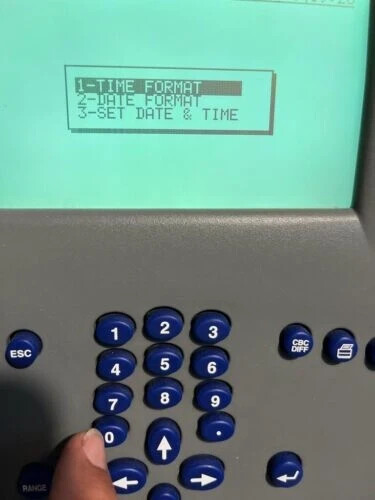 1-TIME FORMAT
2-DATE FORMAT
3-SET DATE & TIME
ESC
1 2 3
CBC
DIFF
4 5 6
7 8 9
0 .
RANGE